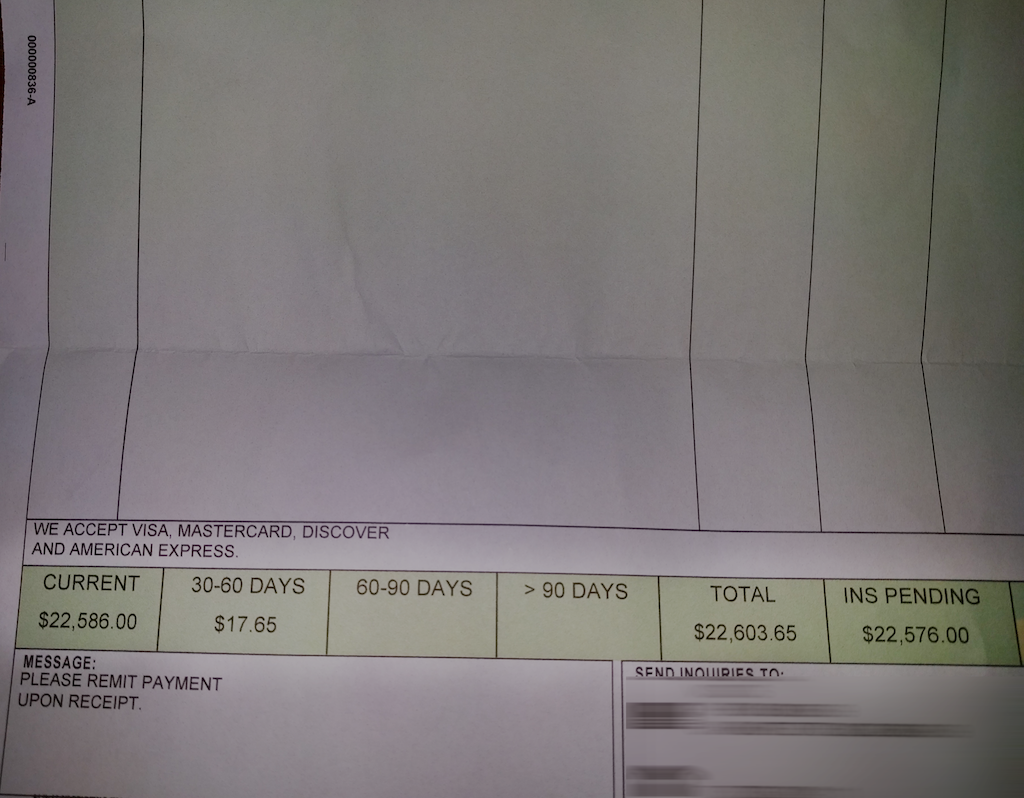 000000836-A
WE ACCEPT VISA, MASTERCARD, DISCOVER
AND AMERICAN EXPRESS.
CURRENT 30-60 DAYS 60-90 DAYS > 90 DAYS TOTAL INS PENDING
$22,586.00 $17.65 $22,603.65 $22,576.00
MESSAGE:
PLEASE REMIT PAYMENT
UPON RECEIPT.
SEND INQUIRIES TO: